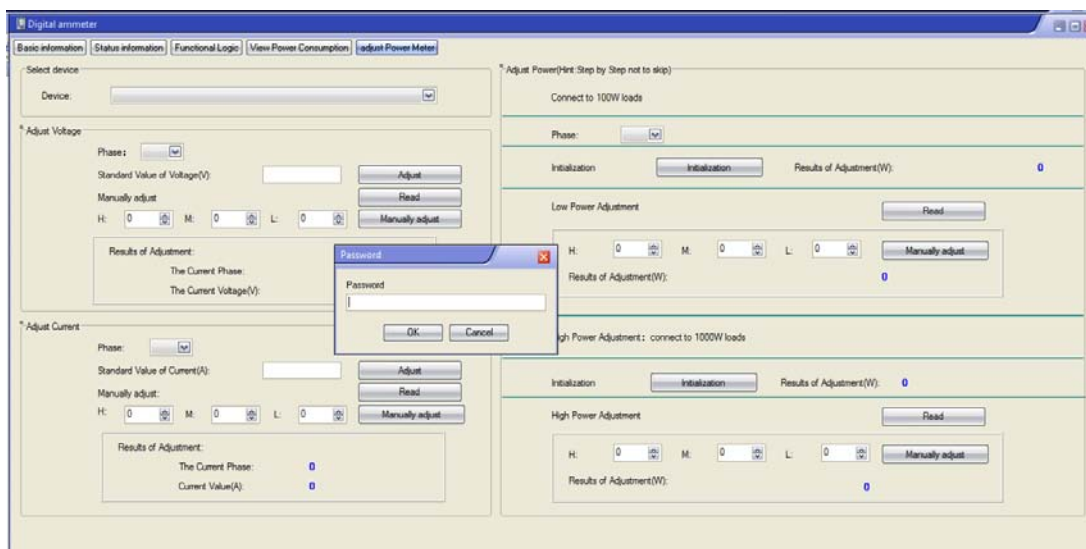 Digital ammeter
Basic information Status information Functional Logic View Power Consumption adjust Power Meter
Select device
Device:
* Adjust Voltage
Phase:
Standard Value of Voltage(V): Adjust
Manually adjust Read
H: 0 M: 0 L: 0 Manually adjust
Results of Adjustment:
The Current Phase:
The Current Voltage(V):
* Adjust Current
Phase:
Standard Value of Current(A): Adjust
Manually adjust: Read
H: 0 M: 0 L: 0 Manually adjust
Results of Adjustment:
The Current Phase: 0
Current Value(A): 0
Password
Password
OK Cancel
* Adjust Power(Hint:Step by Step not to skip)
Connect to 100W loads
Phase:
Initialization Initialization Results of Adjustment(W): 0
Low Power Adjustment Read
H: 0 M: 0 L: 0 Manually adjust
Results of Adjustment(W): 0
igh Power Adjustment: connect to 1000W loads
Initialization Initialization Results of Adjustment(W): 0
High Power Adjustment Read
H: 0 M: 0 L: 0 Manually adjust
Results of Adjustment(W): 0